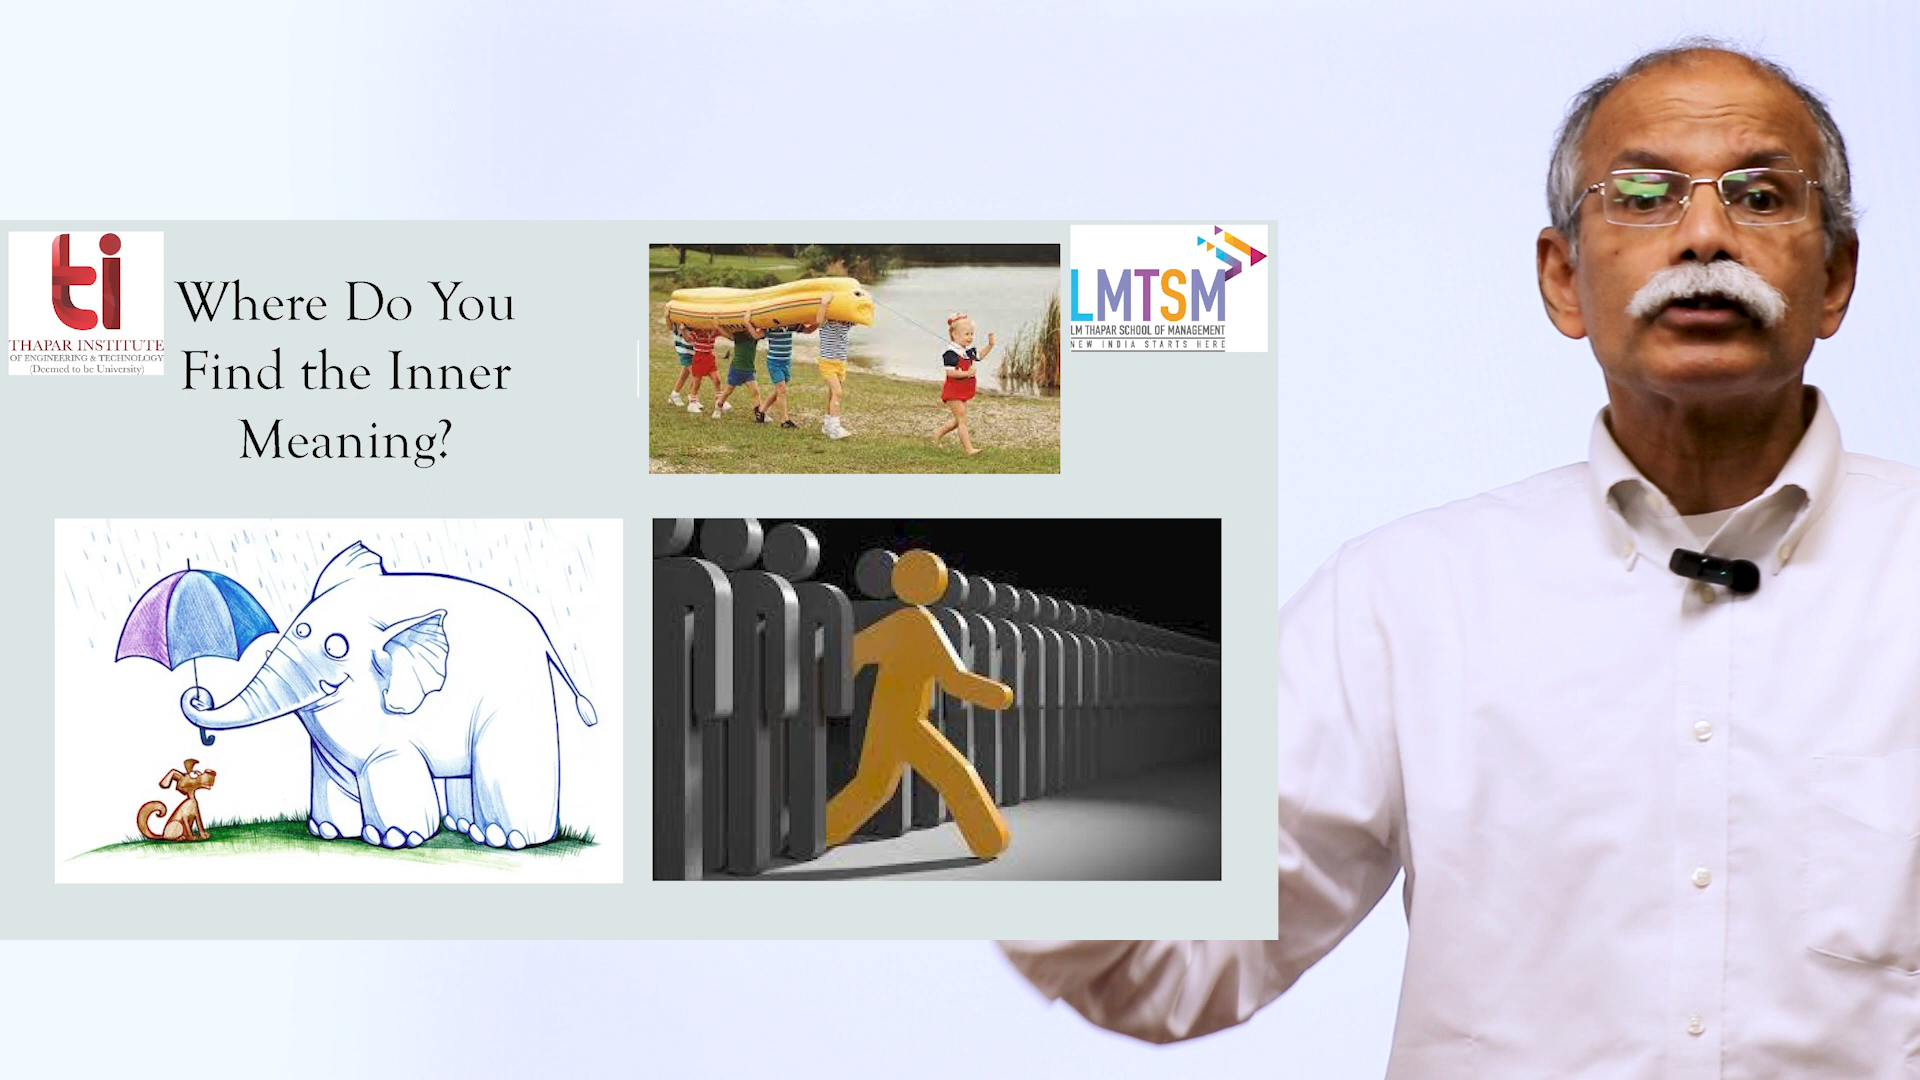 ti
THAPAR INSTITUTE
OF ENGINEERING & TECHNOLOGY
(Deemed to be University)
Where Do You
Find the Inner
Meaning?
LMTSM
LM THAPAR SCHOOL OF MANAGEMENT
NEW INDIA STARTS HERE